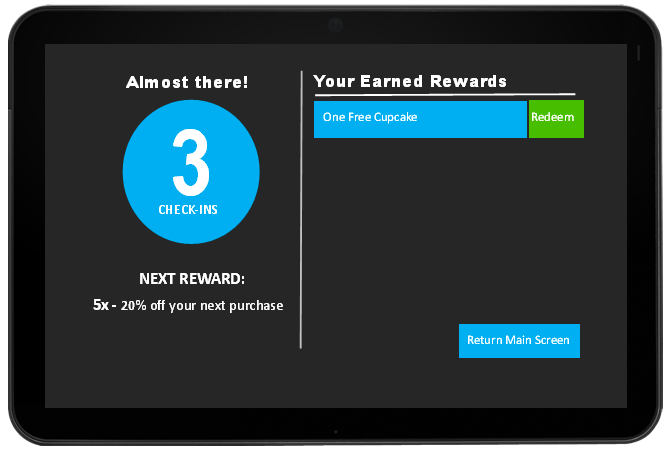 Almost there!
3
CHECK-INS
NEXT REWARD:
5x - 20% off your next purchase
Your Earned Rewards
One Free Cupcake
Redeem
Return Main Screen